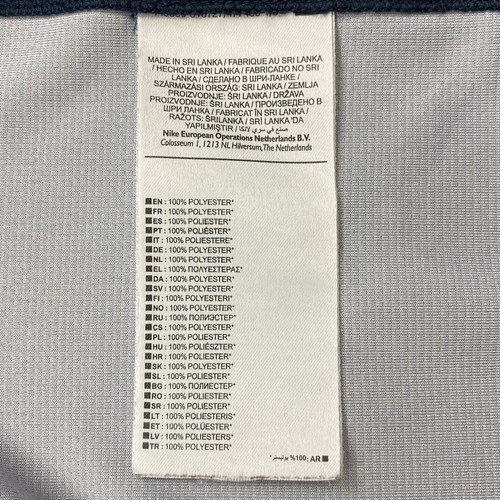 MADE IN SRI LANKA / FABRIQUE AU SRI LANKA
/ HECHO EN SRI LANKA / FABRICADO NO SRI
LANKA / СДЕЛАНО В ШРИ-ЛАНКЕ /
SZÁRMAZÁSI ORSZÁG: SRI LANKA / ZEMLJA
PROIZVODNJE: ŠRI LANKA / DRŽAVA
PROIZVODNJE: ŠRI LANKA / ПРОИЗВЕДЕНО В
ШРИ ЛАНКА / FABRICAT ÎN SRI LANKA /
RAŽOTS: ŠRILANKĀ / SRİ LANKA'DA
YAPILMIŞTIR / صنع في سري لانكا
Nike European Operations Netherlands B.V.
Colosseum 1, 1213 NL Hilversum, The Netherlands
EN : 100% POLYESTER*
FR : 100% POLYESTER*
ES : 100% POLIÉSTER*
PT : 100% POLIÉSTER*
IT : 100% POLIESTERE*
DE : 100% POLYESTER*
NL : 100% POLYESTER*
EL : 100% ΠΟΛΥΕΣΤΕΡΑΣ*
DA : 100% POLYESTER*
SV : 100% POLYESTER*
FI : 100% POLYESTERI*
NO : 100% POLYESTER*
RU : 100% ПОЛИЭСТЕР*
CS : 100% POLYESTER*
PL : 100% POLIESTER*
HU : 100% POLIÉSZTER*
HR : 100% POLIESTER*
SK : 100% POLYESTER*
SL : 100% POLIESTER*
BG : 100% ПОЛИЕСТЕР*
RO : 100% POLIESTER*
SR : 100% POLIESTER*
LT : 100% POLIESTERIS*
ET : 100% POLÜESTER*
LV : 100% POLIESTERS*
TR : 100% POLYESTER*
AR : 100% بوليستر*